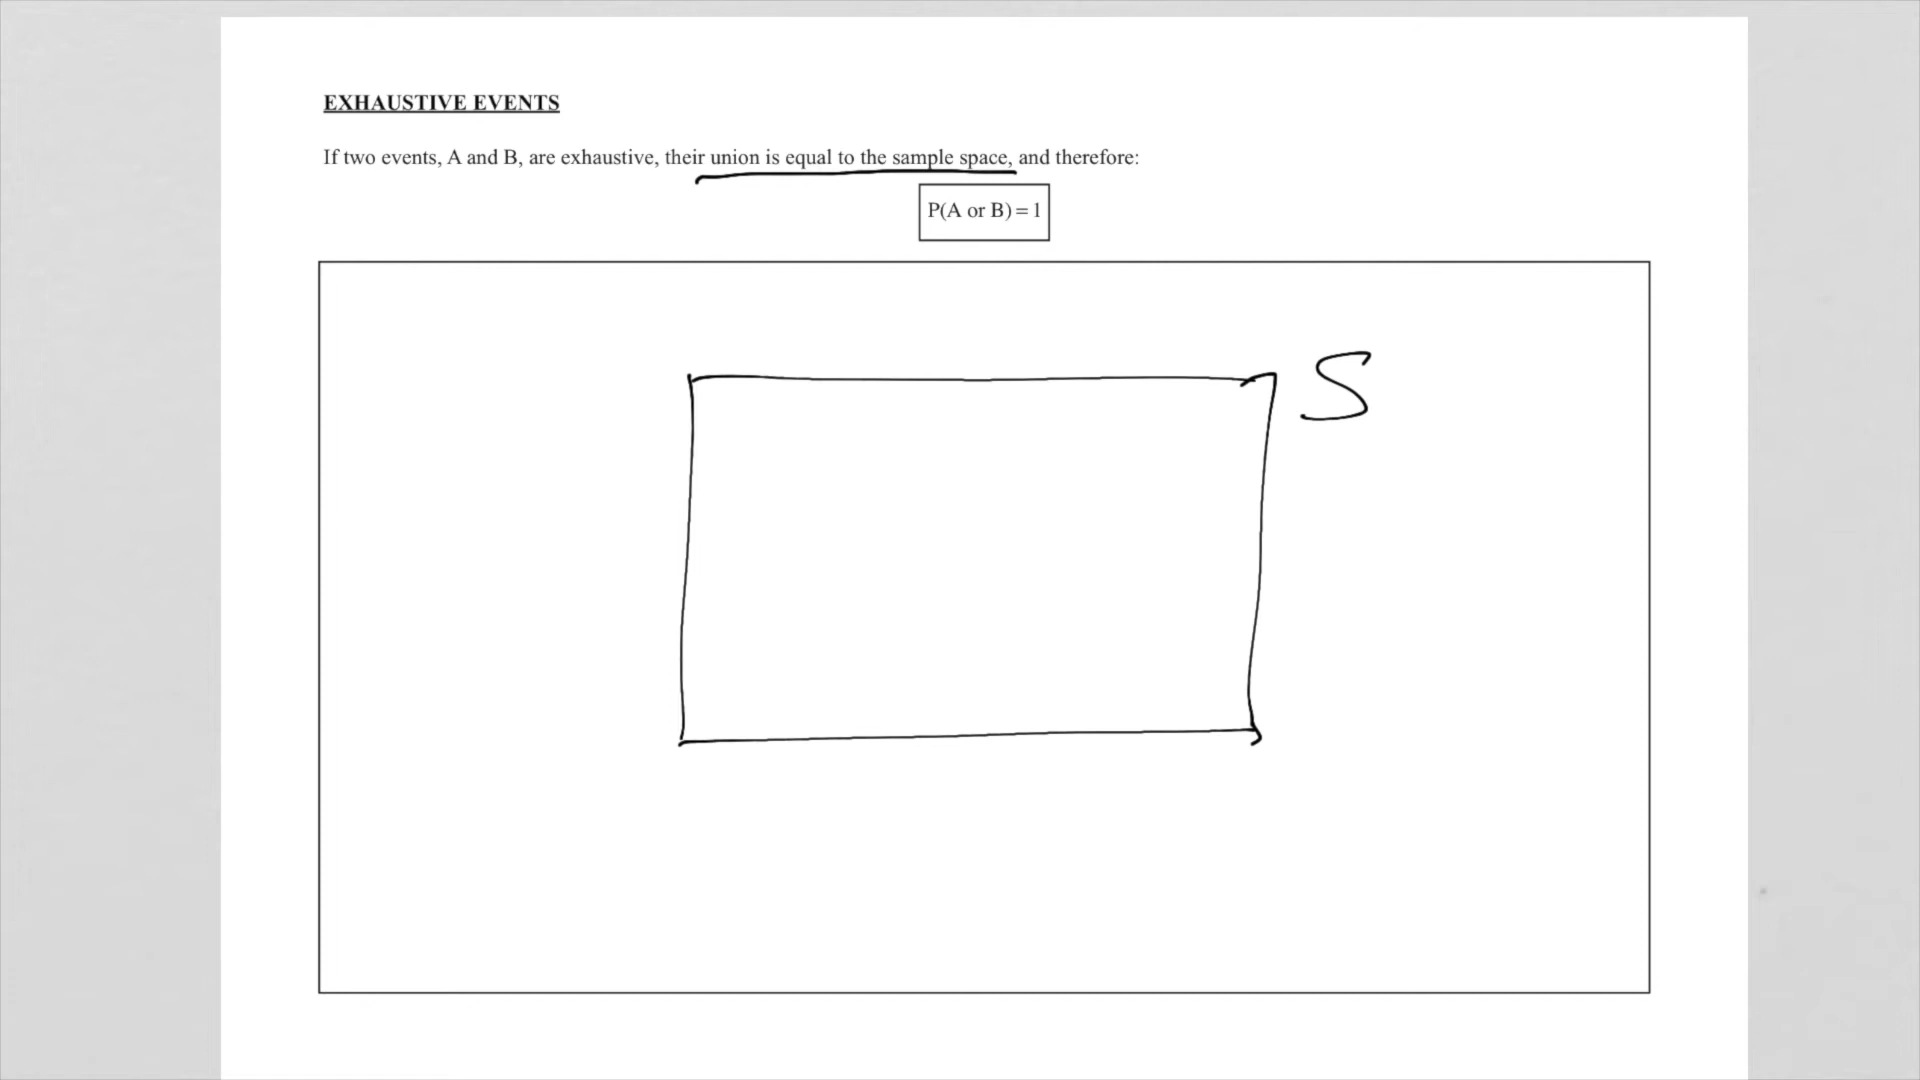 EXHAUSTIVE EVENTS
If two events, A and B, are exhaustive, their union is equal to the sample space, and therefore:
P(A or B) = 1
S